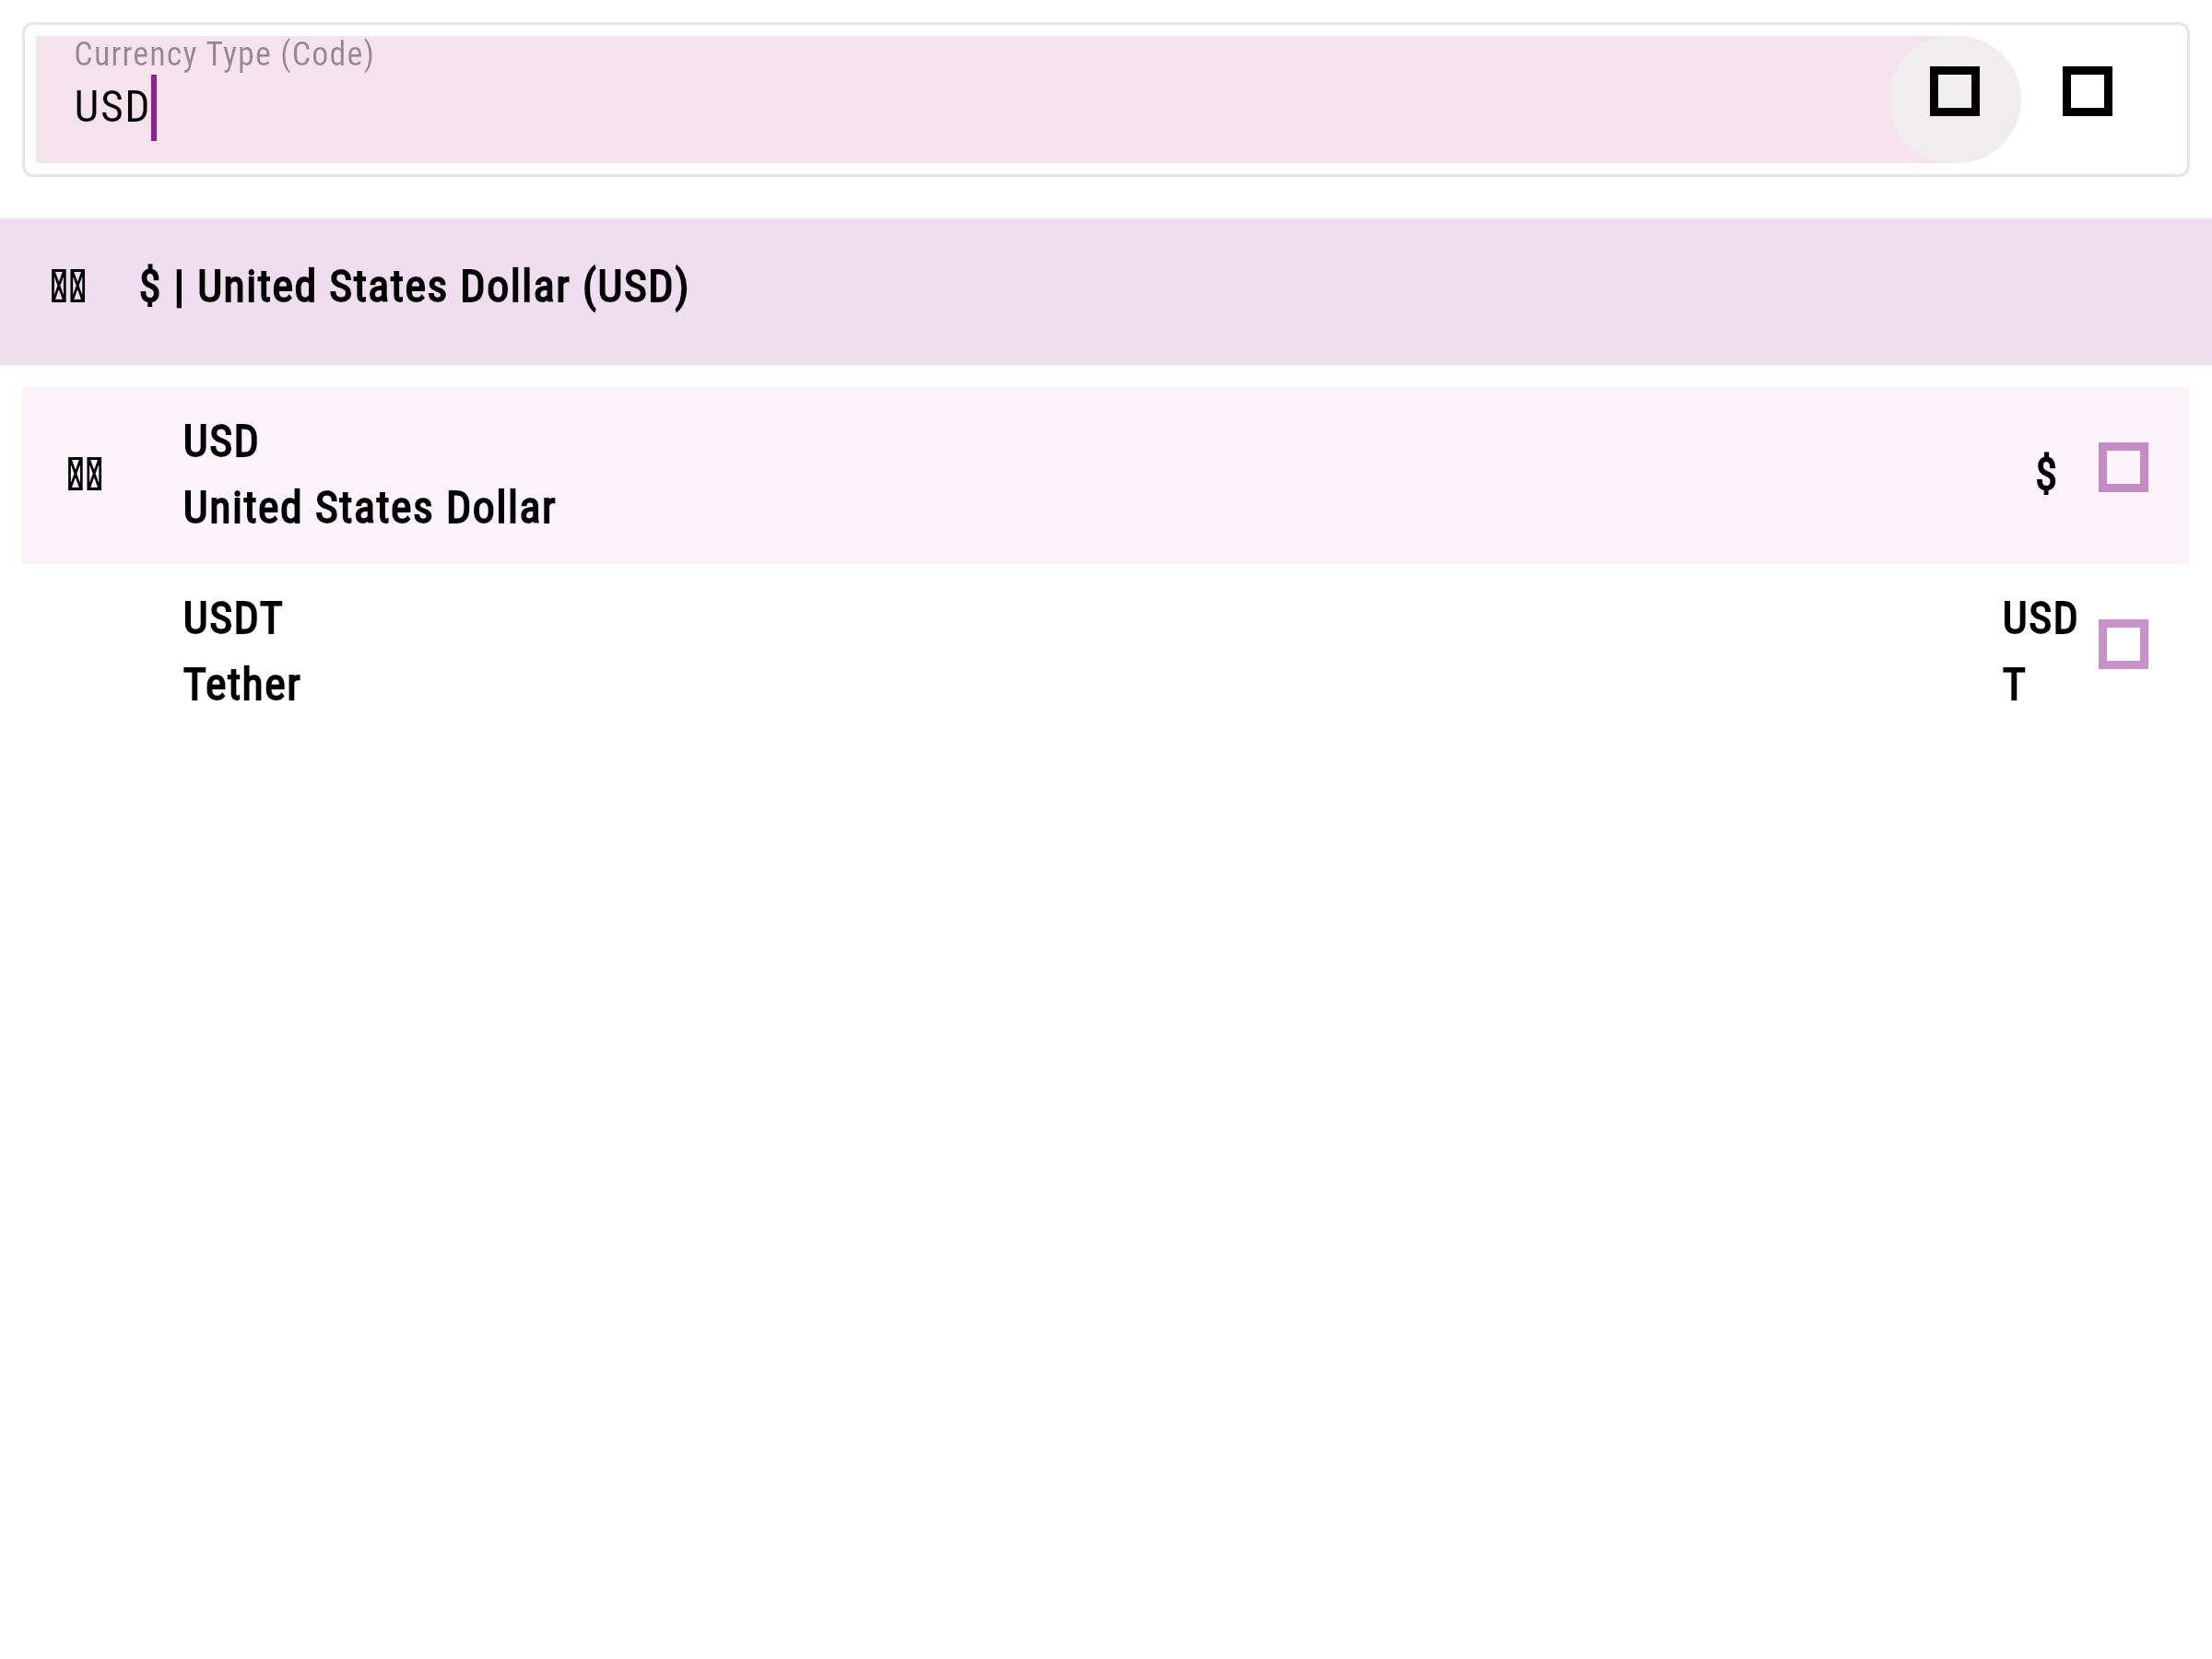 Currency Type (Code)
USD
$ | United States Dollar (USD)
USD
United States Dollar
$
USDT
Tether
USD
T